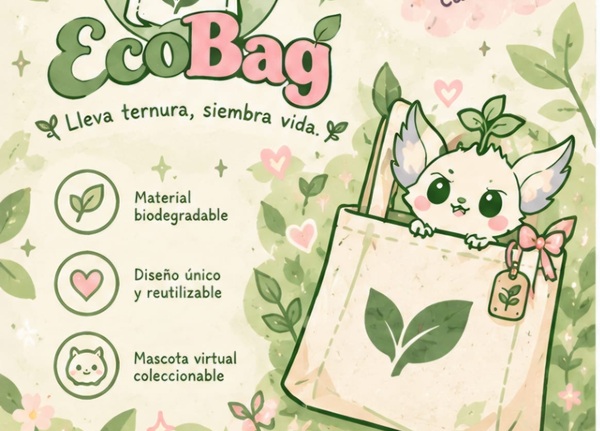 EcoBag
Lleva ternura, siembra vida.
Material
biodegradable
Diseño único
y reutilizable
Mascota virtual
coleccionable